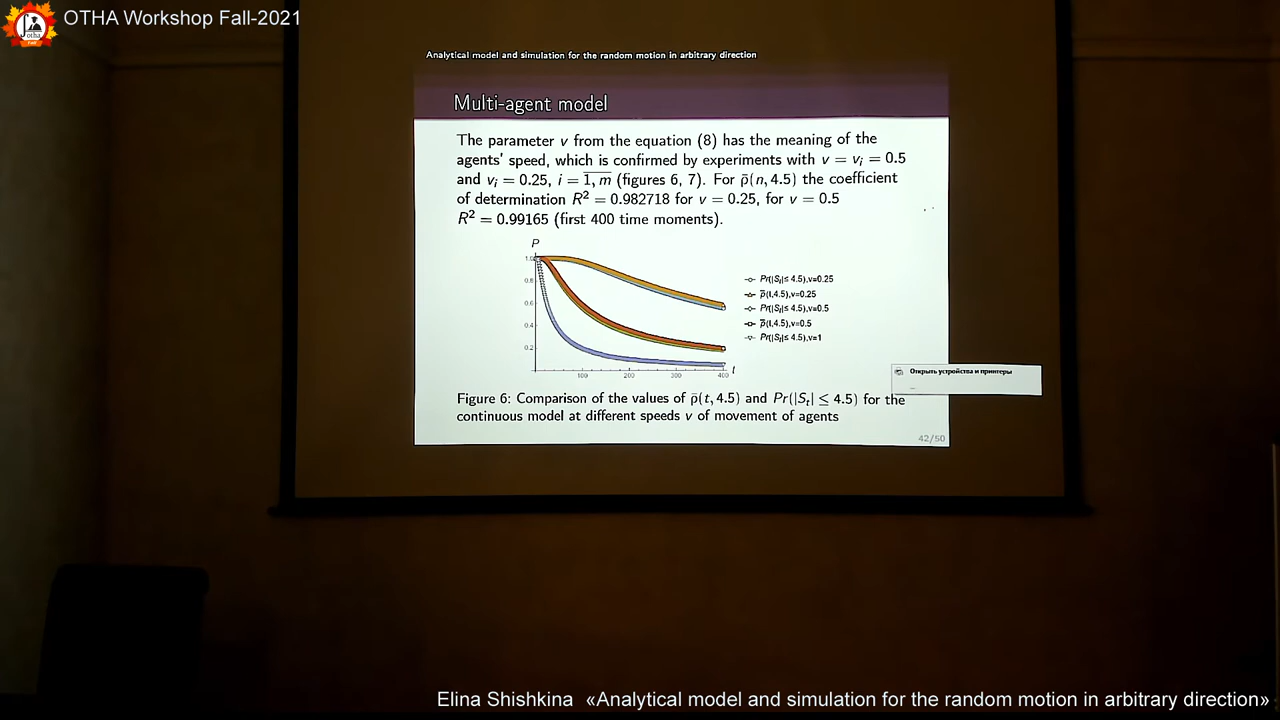 OTHA Workshop Fall-2021
Analytical model and simulation for the random motion in arbitrary direction
Multi-agent model
The parameter v from the equation (8) has the meaning of the
agents' speed, which is confirmed by experiments with v = vᵢ = 0.5
and vᵢ = 0.25, i = 1, m (figures 6, 7). For p̄(n, 4.5) the coefficient
of determination R² = 0.982718 for v = 0.25, for v = 0.5
R² = 0.99165 (first 400 time moments).
P
1.0
0.8
0.6
0.4
0.2
100 200 300 400 t
Pr(|Sₜ|≤ 4.5),v=0.25
p̄(t,4.5),v=0.25
Pr(|Sₜ|≤ 4.5),v=0.5
p̄(t,4.5),v=0.5
Pr(|Sₜ|≤ 4.5),v=1
Открыть устройства и принтеры
Figure 6: Comparison of the values of p̄(t, 4.5) and Pr(|Sₜ| ≤ 4.5) for the
continuous model at different speeds v of movement of agents
42/50
Elina Shishkina «Analytical model and simulation for the random motion in arbitrary direction»